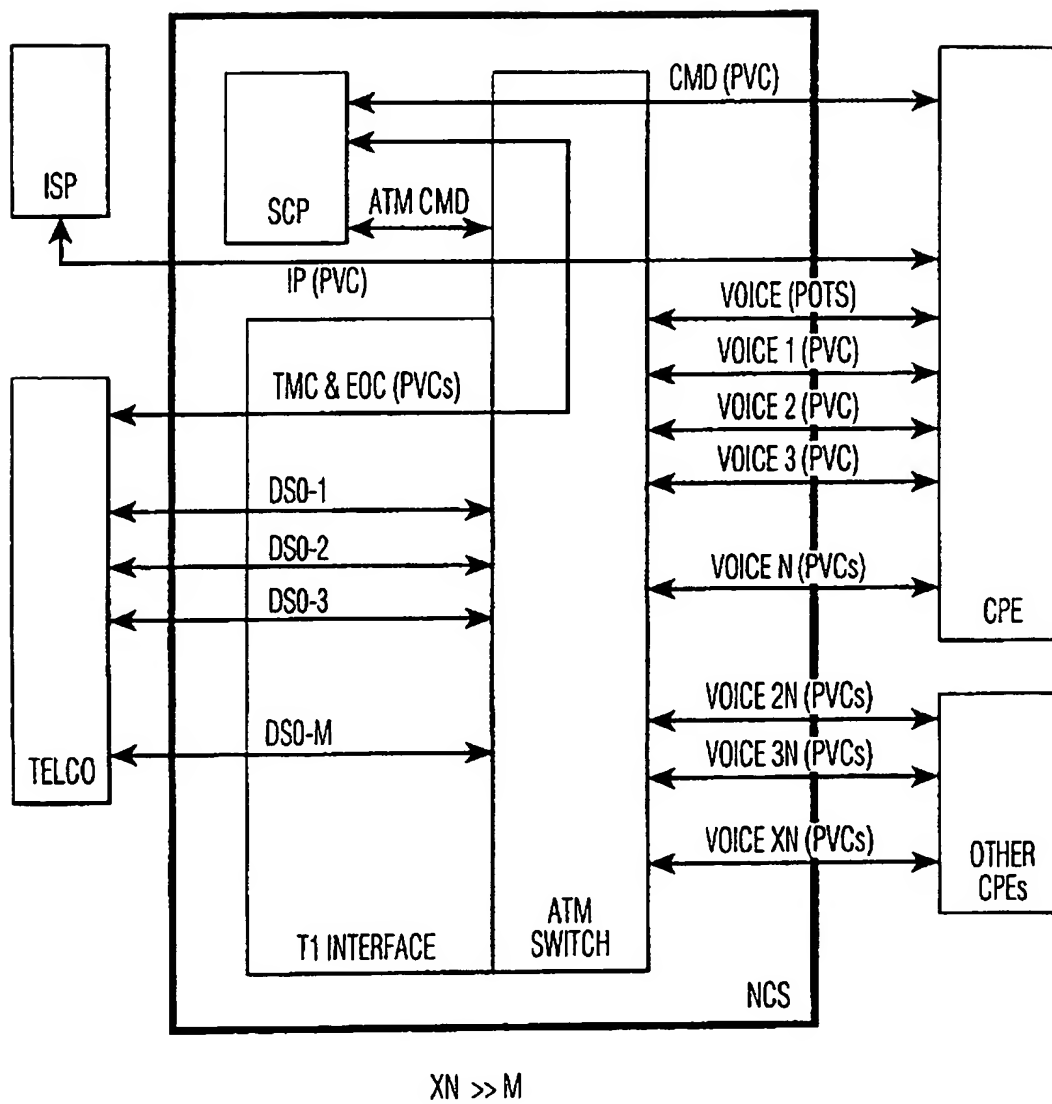 CMD (PVC)
ISP
SCP
ATM CMD
IP (PVC)
VOICE (POTS)
VOICE 1 (PVC)
TMC & EOC (PVCs)
VOICE 2 (PVC)
VOICE 3 (PVC)
DS0-1
DS0-2
VOICE N (PVCs)
DS0-3
CPE
VOICE 2N (PVCs)
DS0-M
VOICE 3N (PVCs)
TELCO
VOICE XN (PVCs)
OTHER
CPEs
ATM
SWITCH
T1 INTERFACE
NCS
XN >> M